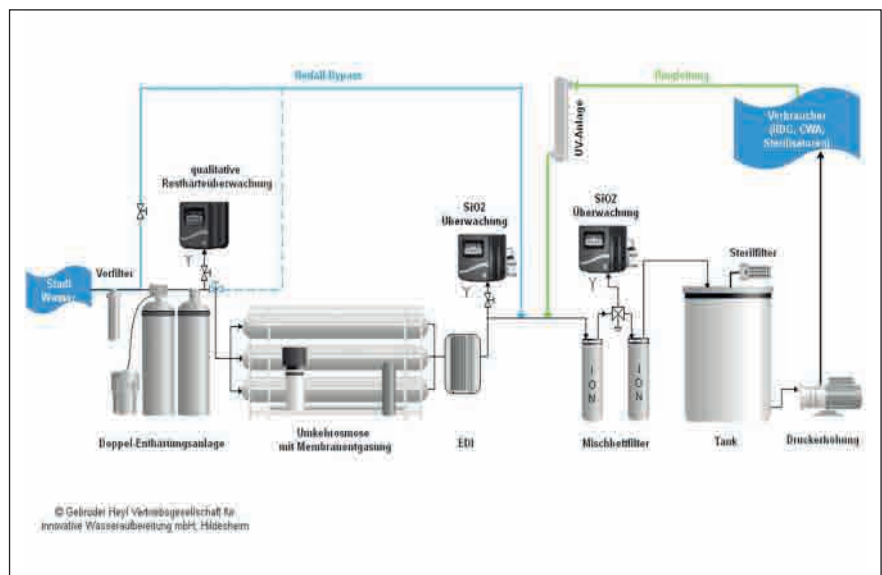 Notfall-Bypass
Ringleitung
UV-Anlage
Verbraucher
(RDG, CWA,
Sterilisatoren)
qualitative
Resthärteüberwachung
SiO2
Überwachung
SiO2
Überwachung
Sterilfilter
Stadt
Wasser
Vorfilter
ION
ION
Doppel-Enthärtungsanlage
Umkehrosmose
mit Membranentgasung
EDI
Mischbettfilter
Tank
Druckerhöhung
© Gebrüder Heyl Vertriebsgesellschaft für
innovative Wasseraufbereitung mbH, Hildesheim